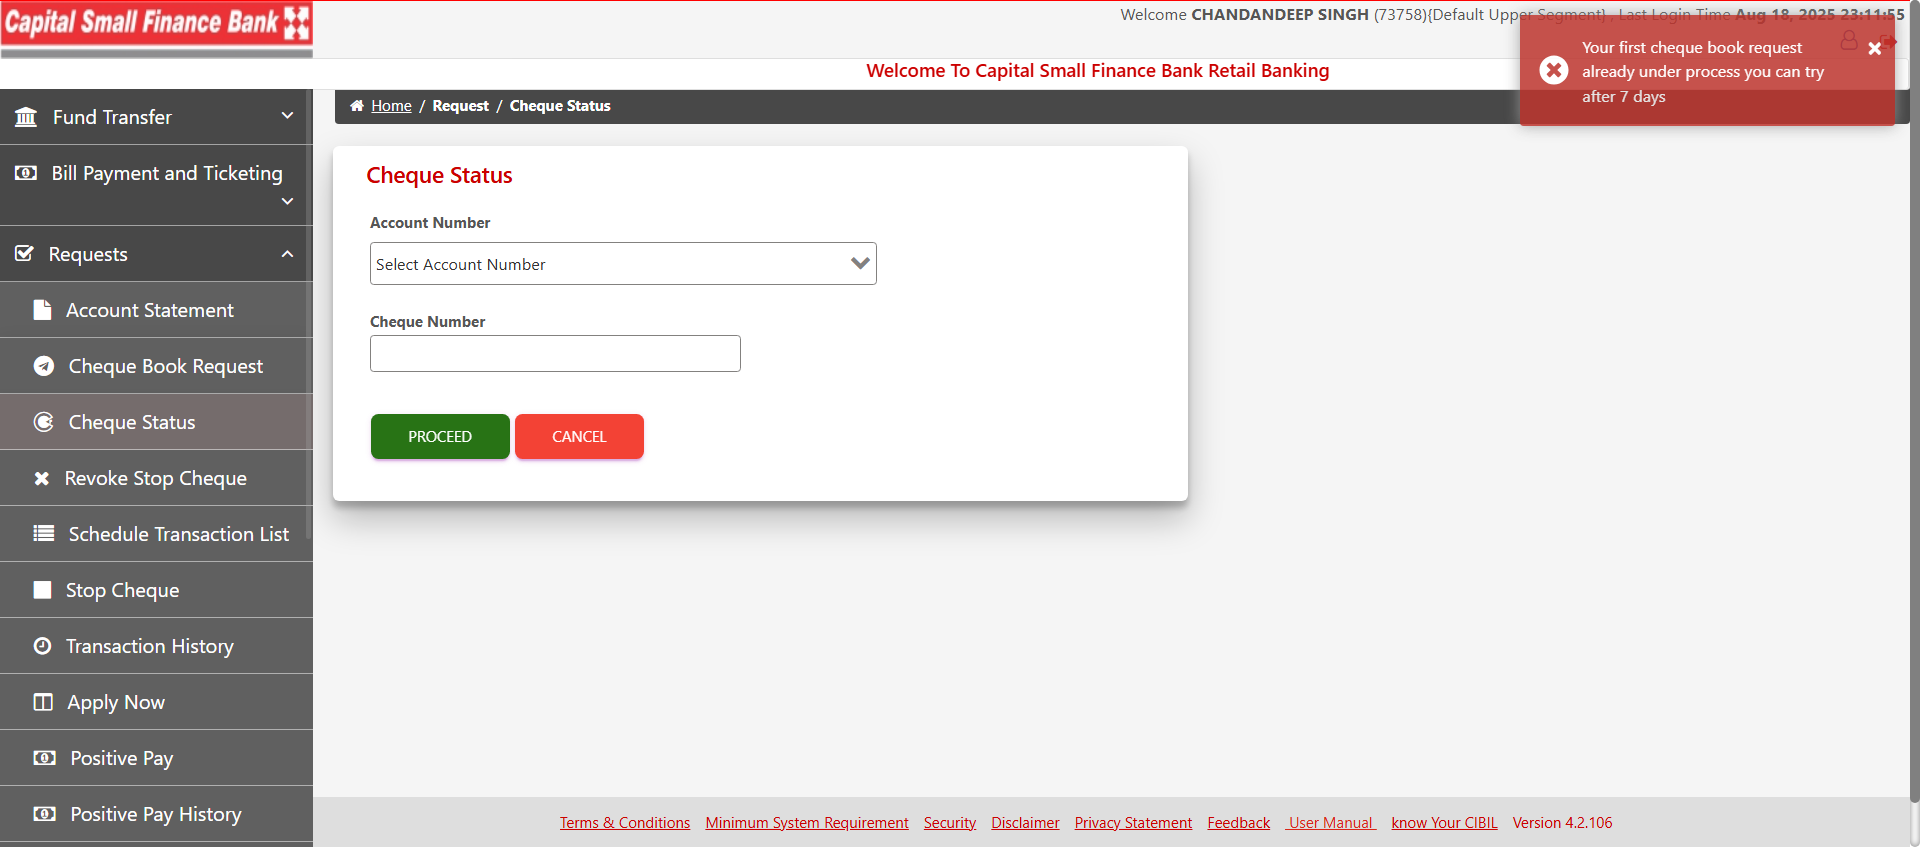 Capital Small Finance Bank
Welcome CHANDANDEEP SINGH (73758){Default Upper Segment} , Last Login Time Aug 18, 2025 23:11:55
Your first cheque book request
already under process you can try
after 7 days
Welcome To Capital Small Finance Bank Retail Banking
Home / Request / Cheque Status
Fund Transfer
Bill Payment and Ticketing
Requests
Account Statement
Cheque Book Request
Cheque Status
Revoke Stop Cheque
Schedule Transaction List
Stop Cheque
Transaction History
Apply Now
Positive Pay
Positive Pay History
Cheque Status
Account Number
Select Account Number
Cheque Number
PROCEED CANCEL
Terms & Conditions Minimum System Requirement Security Disclaimer Privacy Statement Feedback User Manual know Your CIBIL Version 4.2.106